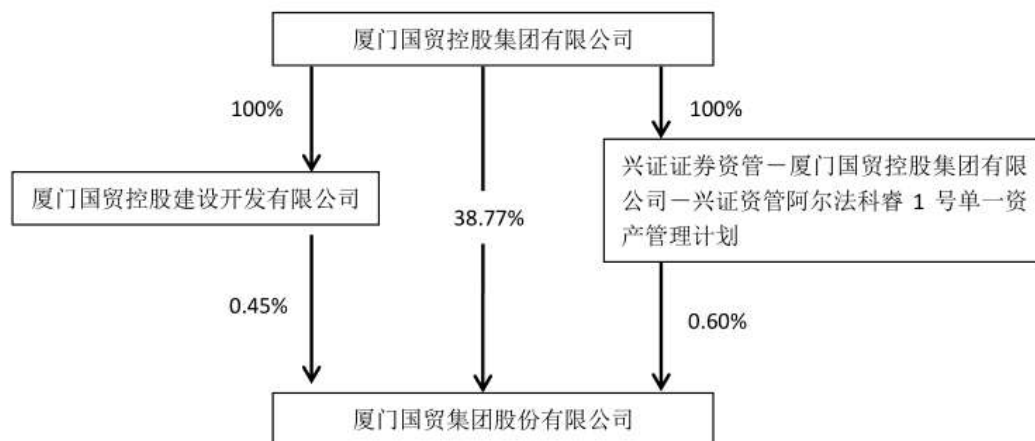 厦门国贸控股集团有限公司
100%
100%
厦门国贸控股建设开发有限公司
38.77%
兴证证券资管－厦门国贸控股集团有限
公司－兴证资管阿尔法科睿 1 号单一资
产管理计划
0.45%
0.60%
厦门国贸集团股份有限公司